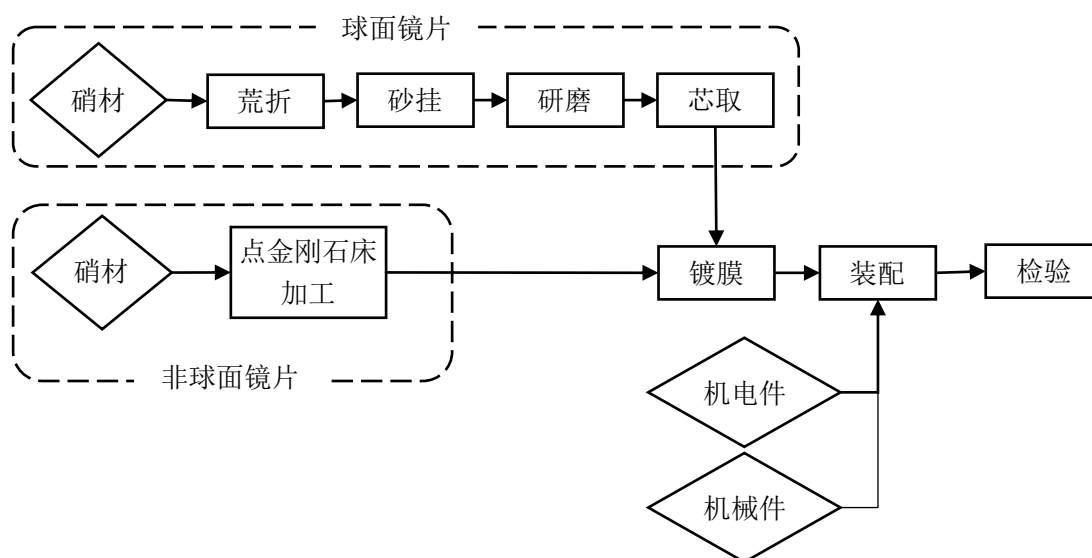 球面镜片
硝材
荒折
砂挂
研磨
芯取
硝材
点金刚石床
加工
镀膜
装配
检验
非球面镜片
机电件
机械件